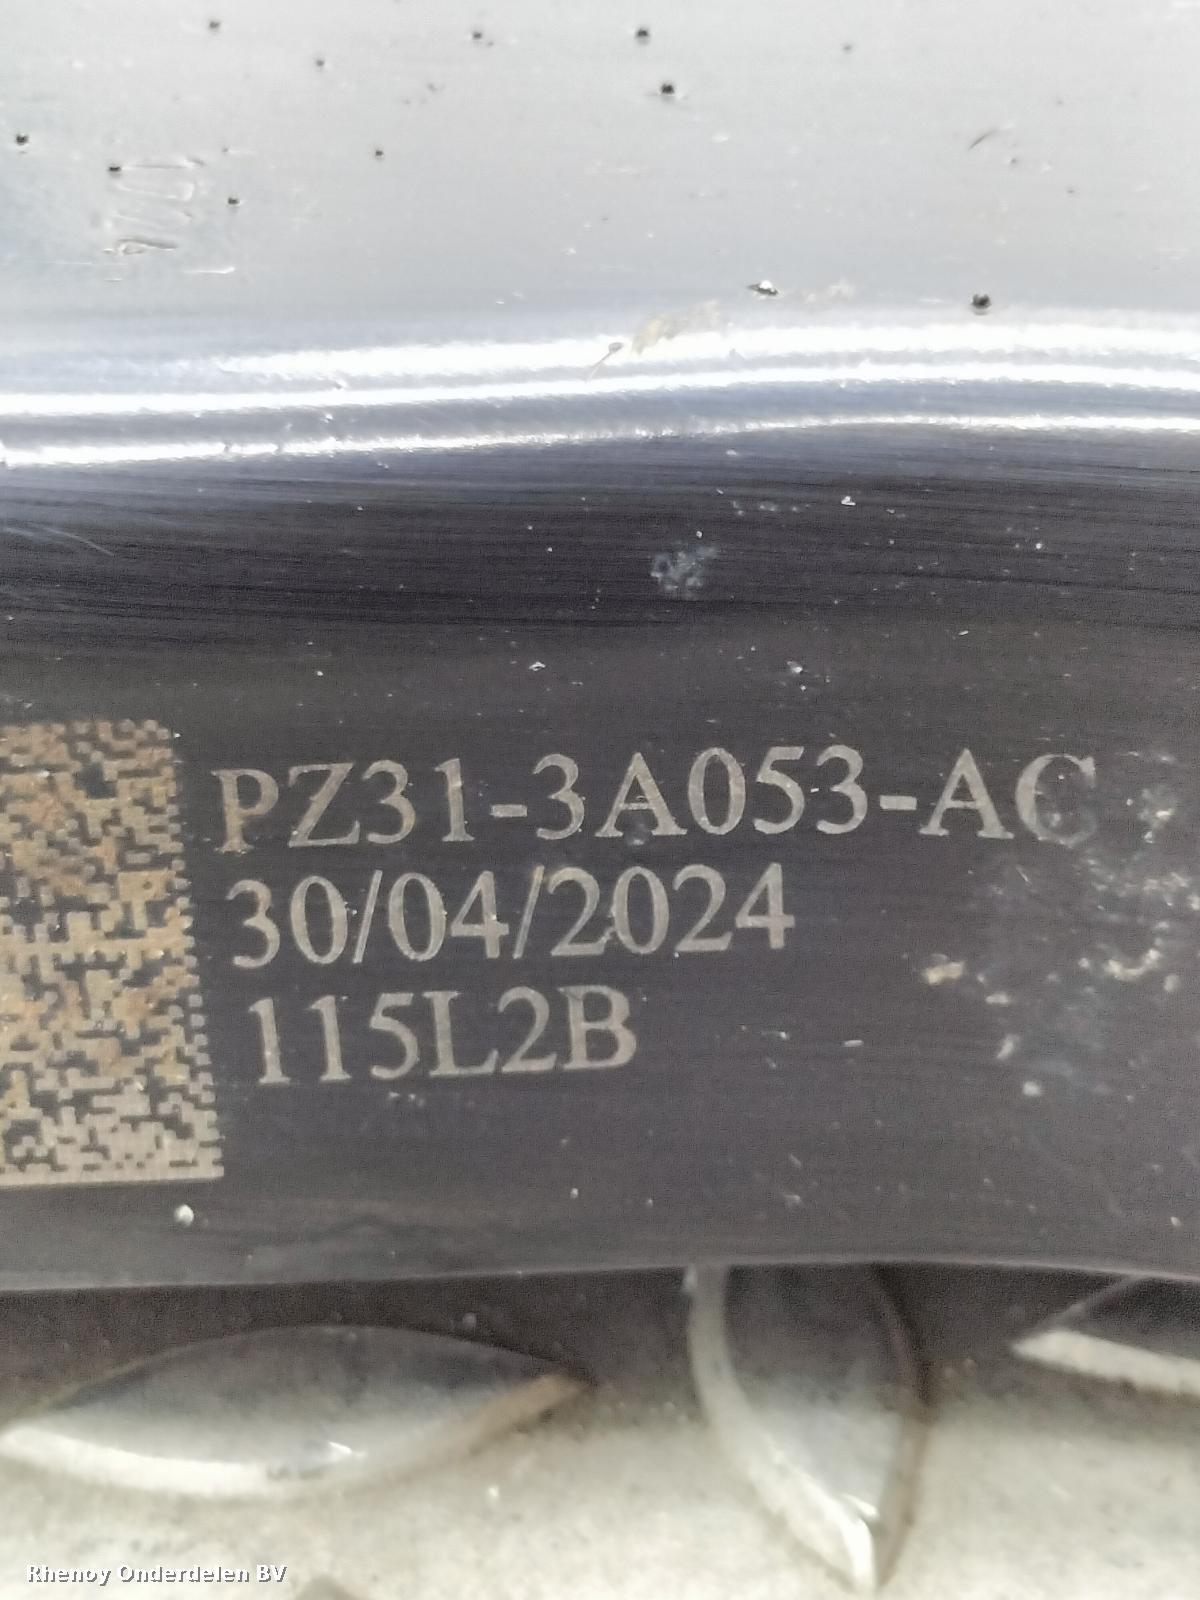 PZ31-3A053-AC
30/04/2024
115L2B
Rhenoy Onderdelen BV